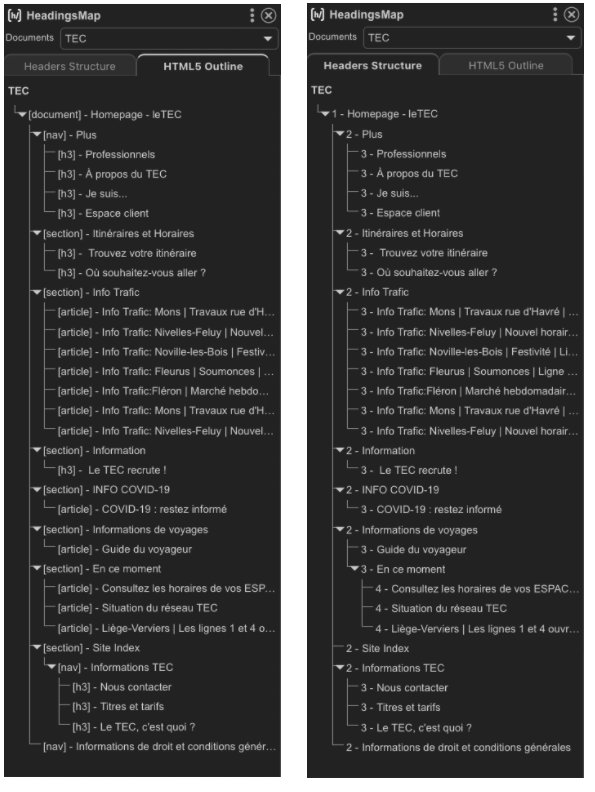 HeadingsMap
Documents TEC
Headers Structure HTML5 Outline
TEC
[document] - Homepage - leTEC
[nav] - Plus
[h3] - Professionnels
[h3] - À propos du TEC
[h3] - Je suis...
[h3] - Espace client
[section] - Itinéraires et Horaires
[h3] - Trouvez votre itinéraire
[h3] - Où souhaitez-vous aller ?
[section] - Info Trafic
[article] - Info Trafic: Mons | Travaux rue d'H...
[article] - Info Trafic: Nivelles-Feluy | Nouvel...
[article] - Info Trafic: Noville-les-Bois | Festiv...
[article] - Info Trafic: Fleurus | Soumonces | ...
[article] - Info Trafic:Fléron | Marché hebdo...
[article] - Info Trafic: Mons | Travaux rue d'H...
[article] - Info Trafic: Nivelles-Feluy | Nouvel...
[section] - Information
[h3] - Le TEC recrute !
[section] - INFO COVID-19
[article] - COVID-19 : restez informé
[section] - Informations de voyages
[article] - Guide du voyageur
[section] - En ce moment
[article] - Consultez les horaires de vos ESP...
[article] - Situation du réseau TEC
[article] - Liège-Verviers | Les lignes 1 et 4 o...
[section] - Site Index
[nav] - Informations TEC
[h3] - Nous contacter
[h3] - Titres et tarifs
[h3] - Le TEC, c'est quoi ?
[nav] - Informations de droit et conditions génér...
HeadingsMap
Documents TEC
Headers Structure HTML5 Outline
TEC
1 - Homepage - leTEC
2 - Plus
3 - Professionnels
3 - À propos du TEC
3 - Je suis...
3 - Espace client
2 - Itinéraires et Horaires
3 - Trouvez votre itinéraire
3 - Où souhaitez-vous aller ?
2 - Info Trafic
3 - Info Trafic: Mons | Travaux rue d'Havré | ...
3 - Info Trafic: Nivelles-Feluy | Nouvel horair...
3 - Info Trafic: Noville-les-Bois | Festivité | Li...
3 - Info Trafic: Fleurus | Soumonces | Ligne ...
3 - Info Trafic:Fléron | Marché hebdomadair...
3 - Info Trafic: Mons | Travaux rue d'Havré | ...
3 - Info Trafic: Nivelles-Feluy | Nouvel horair...
2 - Information
3 - Le TEC recrute !
2 - INFO COVID-19
3 - COVID-19 : restez informé
2 - Informations de voyages
3 - Guide du voyageur
3 - En ce moment
4 - Consultez les horaires de vos ESPAC...
4 - Situation du réseau TEC
4 - Liège-Verviers | Les lignes 1 et 4 ouvr...
2 - Site Index
2 - Informations TEC
3 - Nous contacter
3 - Titres et tarifs
3 - Le TEC, c'est quoi ?
2 - Informations de droit et conditions générales